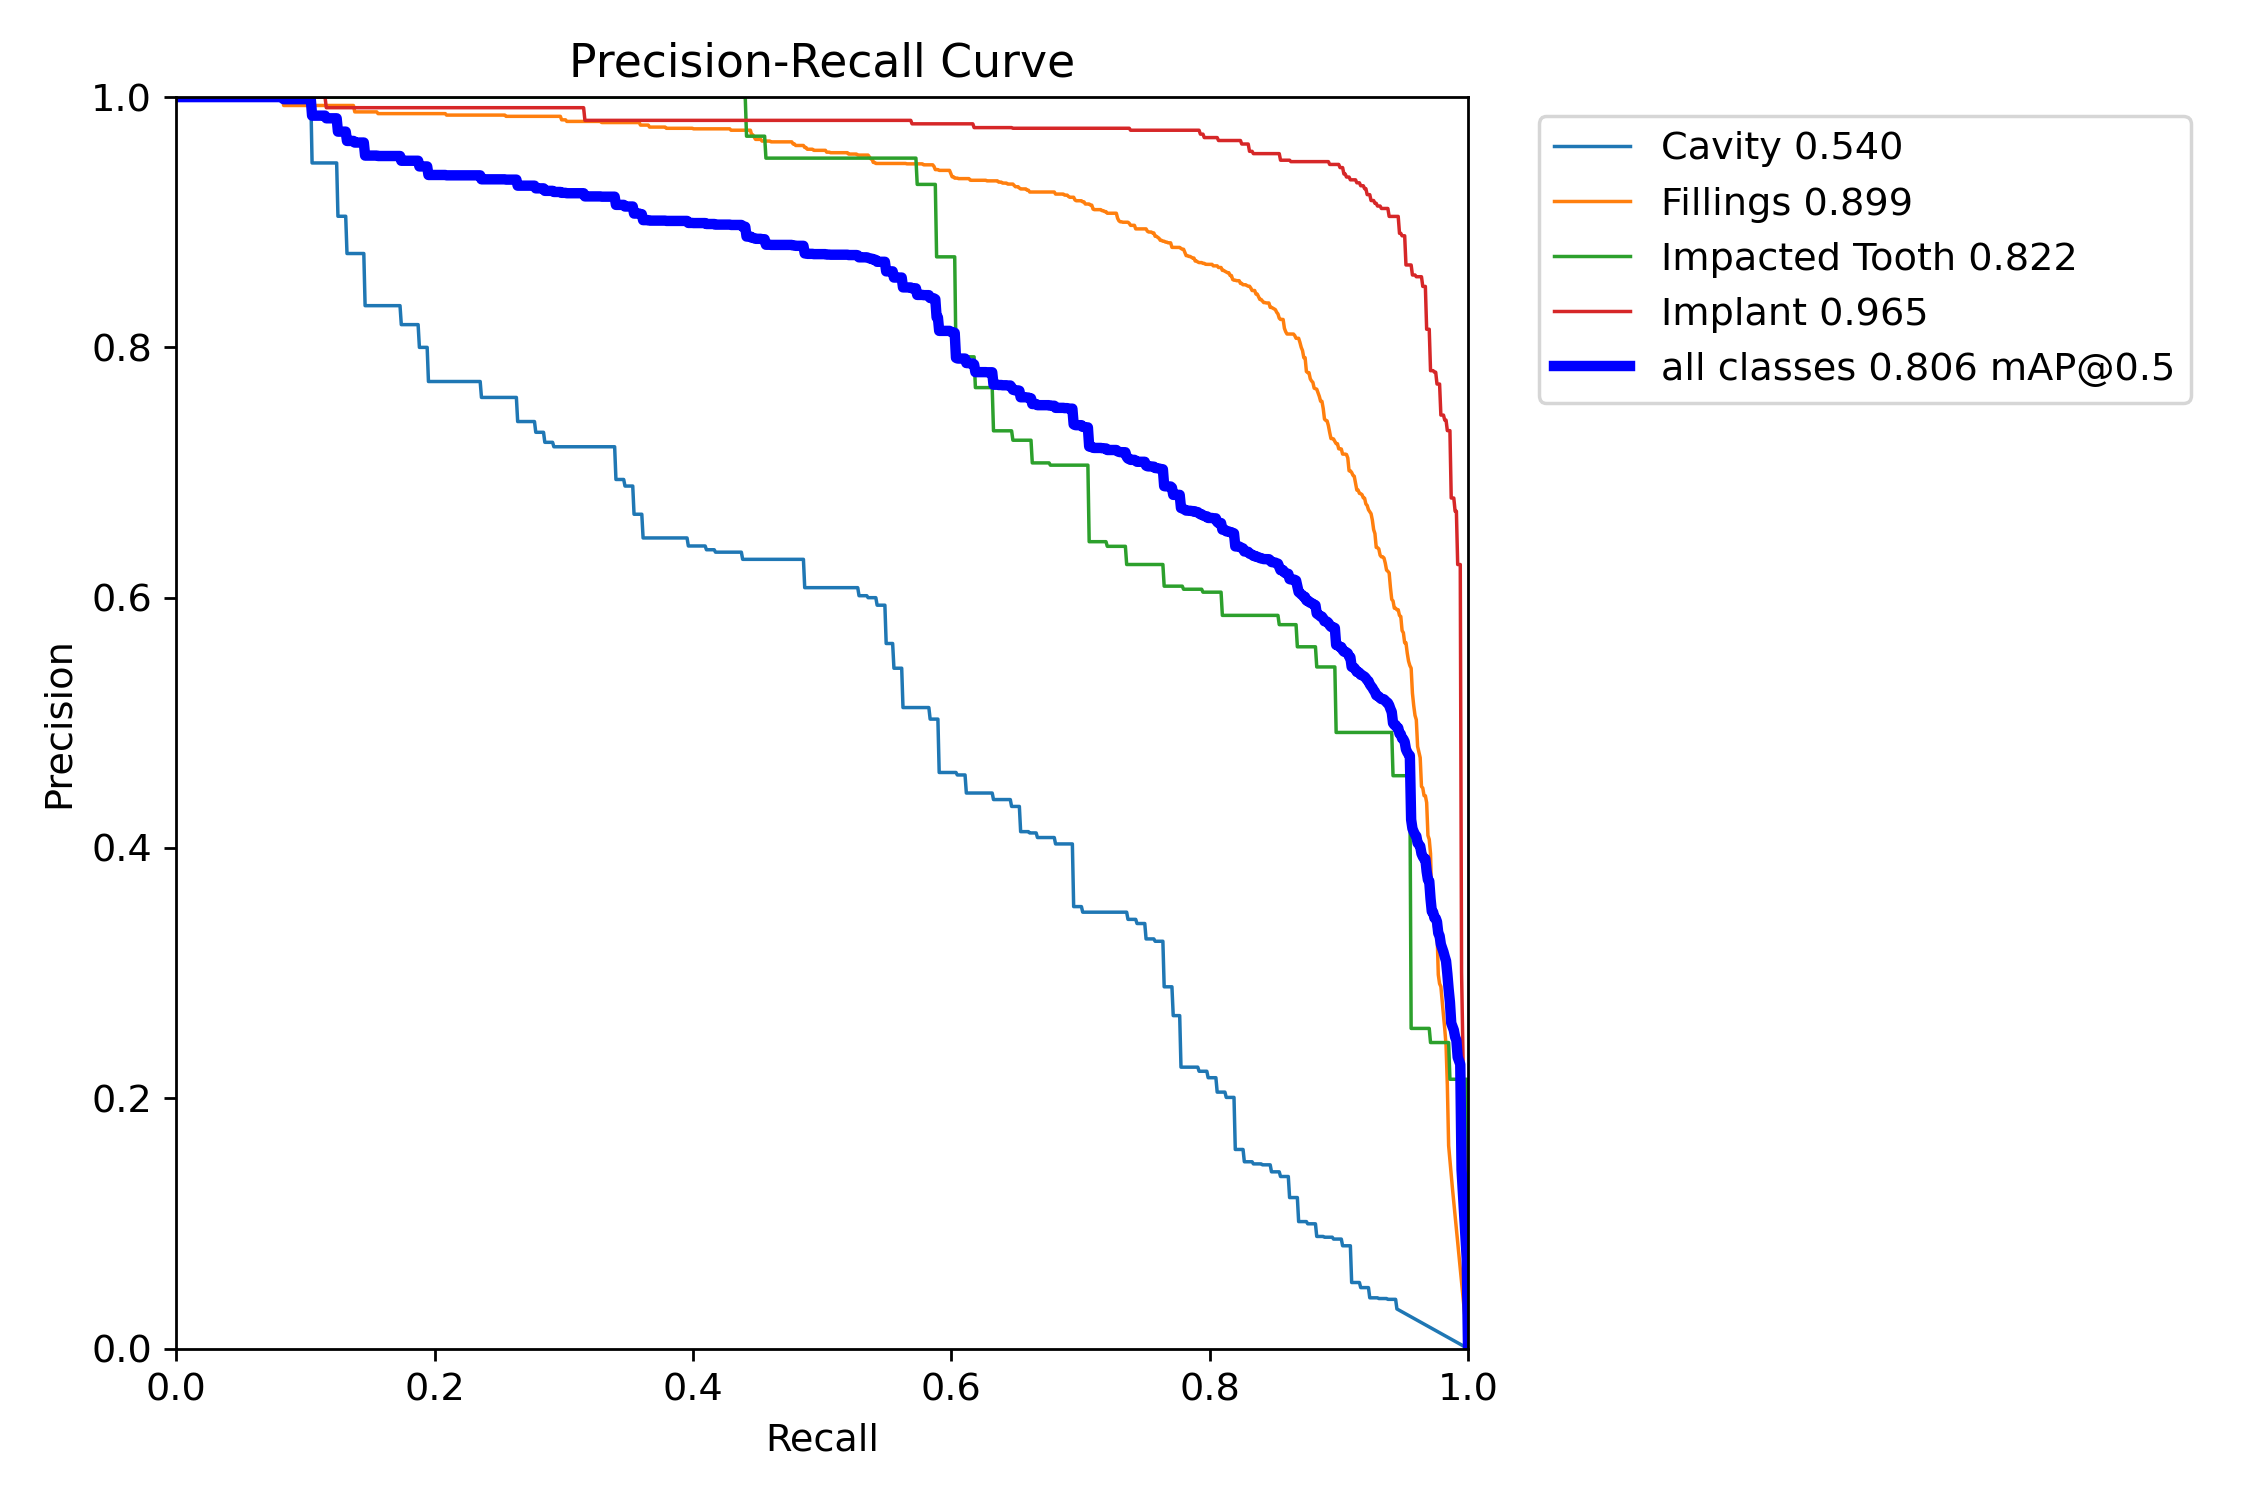 Precision-Recall Curve
1.0
0.8
0.6
0.4
0.2
0.0
Precision
0.0 0.2 0.4 0.6 0.8 1.0
Recall
Cavity 0.540
Fillings 0.899
Impacted Tooth 0.822
Implant 0.965
all classes 0.806 mAP@0.5